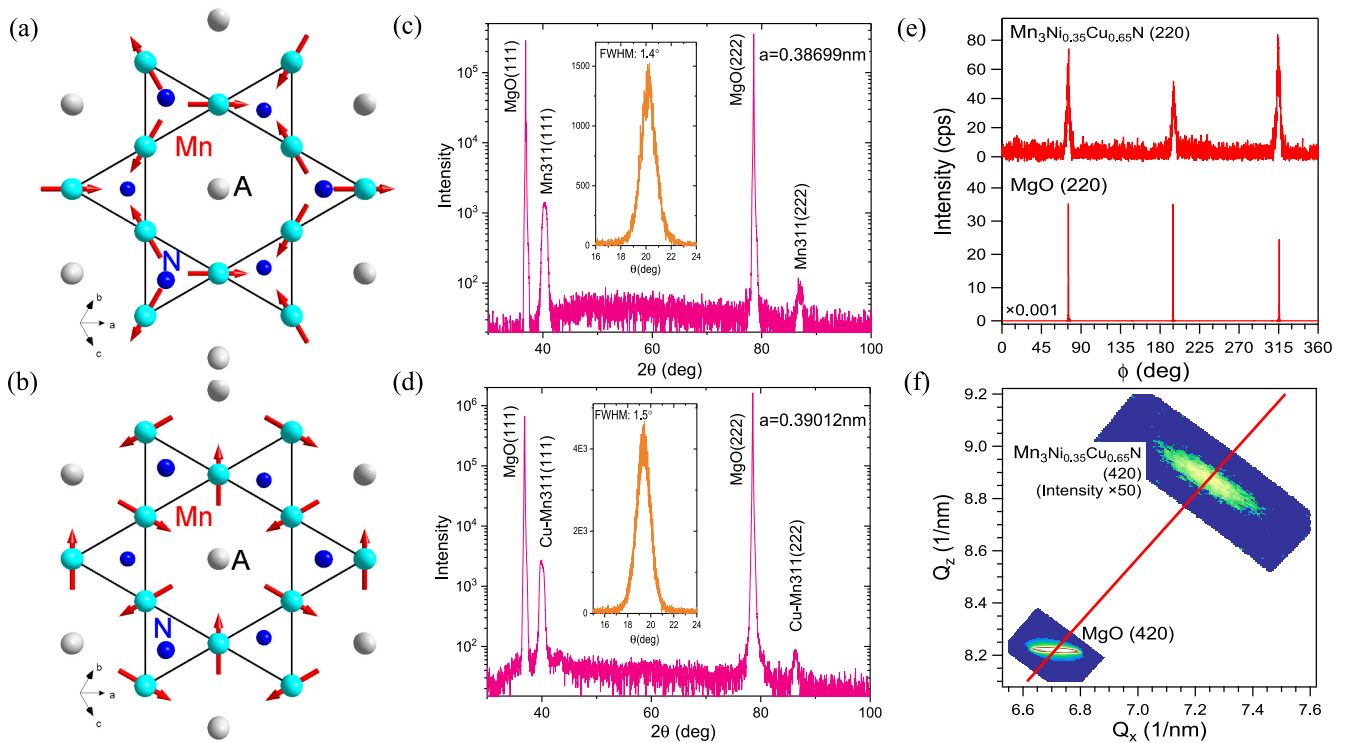 (a)
Mn
A
N
b
a
c
(b)
Mn
A
N
b
a
c
(c)
Intensity
10⁵
10⁴
10³
10²
MgO(111)
Mn311(111)
MgO(222)
Mn311(222)
a=0.38699nm
FWHM: 1.4°
1500
1000
500
0
16 18 20 22 24
θ(deg)
40 60 80 100
2θ (deg)
(d)
Intensity
10⁶
10⁵
10⁴
10³
10²
MgO(111)
Cu-Mn311(111)
MgO(222)
Cu-Mn311(222)
a=0.39012nm
FWHM: 1.5°
4E3
2E3
0
16 18 20 22 24
θ(deg)
40 60 80 100
2θ (deg)
(e)
Mn₃Ni₀.₃₅Cu₀.₆₅N (220)
80
60
40
20
0
Intensity (cps)
MgO (220)
40
30
20
10
0
×0.001
0 45 90 135 180 225 270 315 360
ϕ (deg)
(f)
9.2
9.0
8.8
8.6
8.4
8.2
Q_z (1/nm)
Mn₃Ni₀.₃₅Cu₀.₆₅N
(420)
(Intensity ×50)
MgO (420)
6.6 6.8 7.0 7.2 7.4 7.6
Qₓ (1/nm)